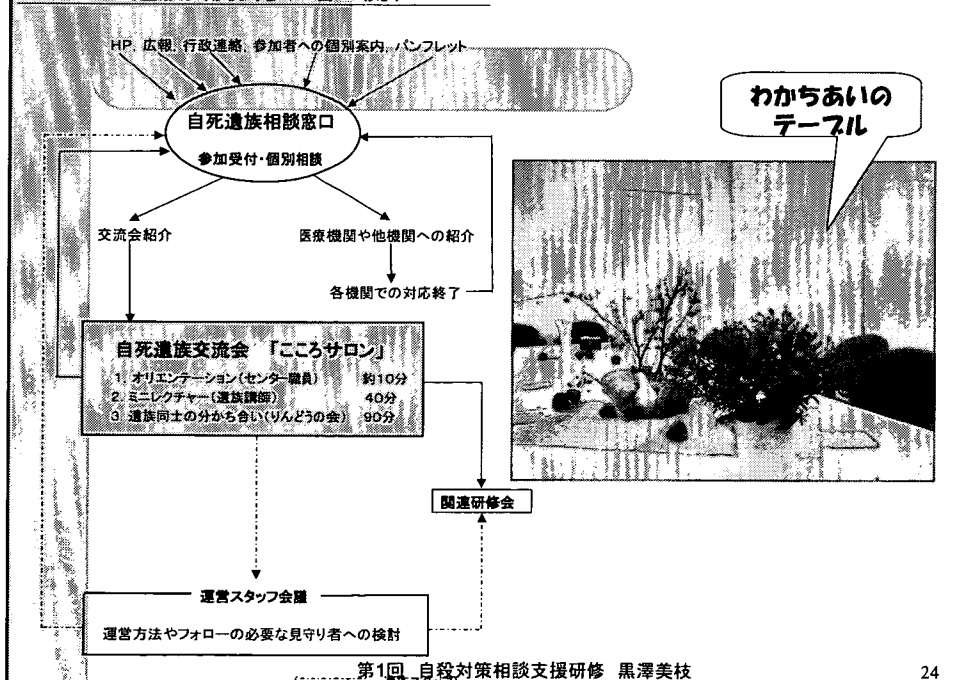 HP, 広報, 行政連絡, 参加者への個別案内, パンフレット
わかちあいの
テーブル
自死遺族相談窓口
参加受付・個別相談
交流会紹介
医療機関や他機関への紹介
各機関での対応終了
自死遺族交流会 「こころサロン」
1. オリエンテーション(センター職員) 約10分
2. ミニレクチャー(遺族講師) 40分
3. 遺族同士の分かち合い(りんどうの会) 90分
関連研修会
運営スタッフ会議
運営方法やフォローの必要な見守り者への検討
第1回 自殺対策相談支援研修 黒澤美枝
24